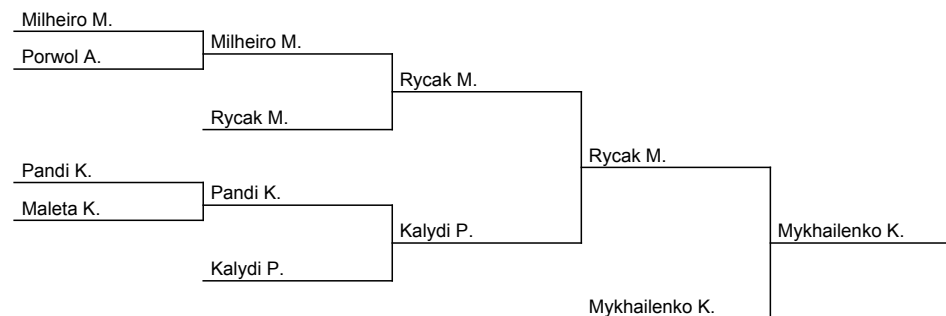 Milheiro M.
Porwol A.
Milheiro M.
Rycak M.
Rycak M.
Pandi K.
Maleta K.
Pandi K.
Kalydi P.
Kalydi P.
Rycak M.
Mykhailenko K.
Mykhailenko K.